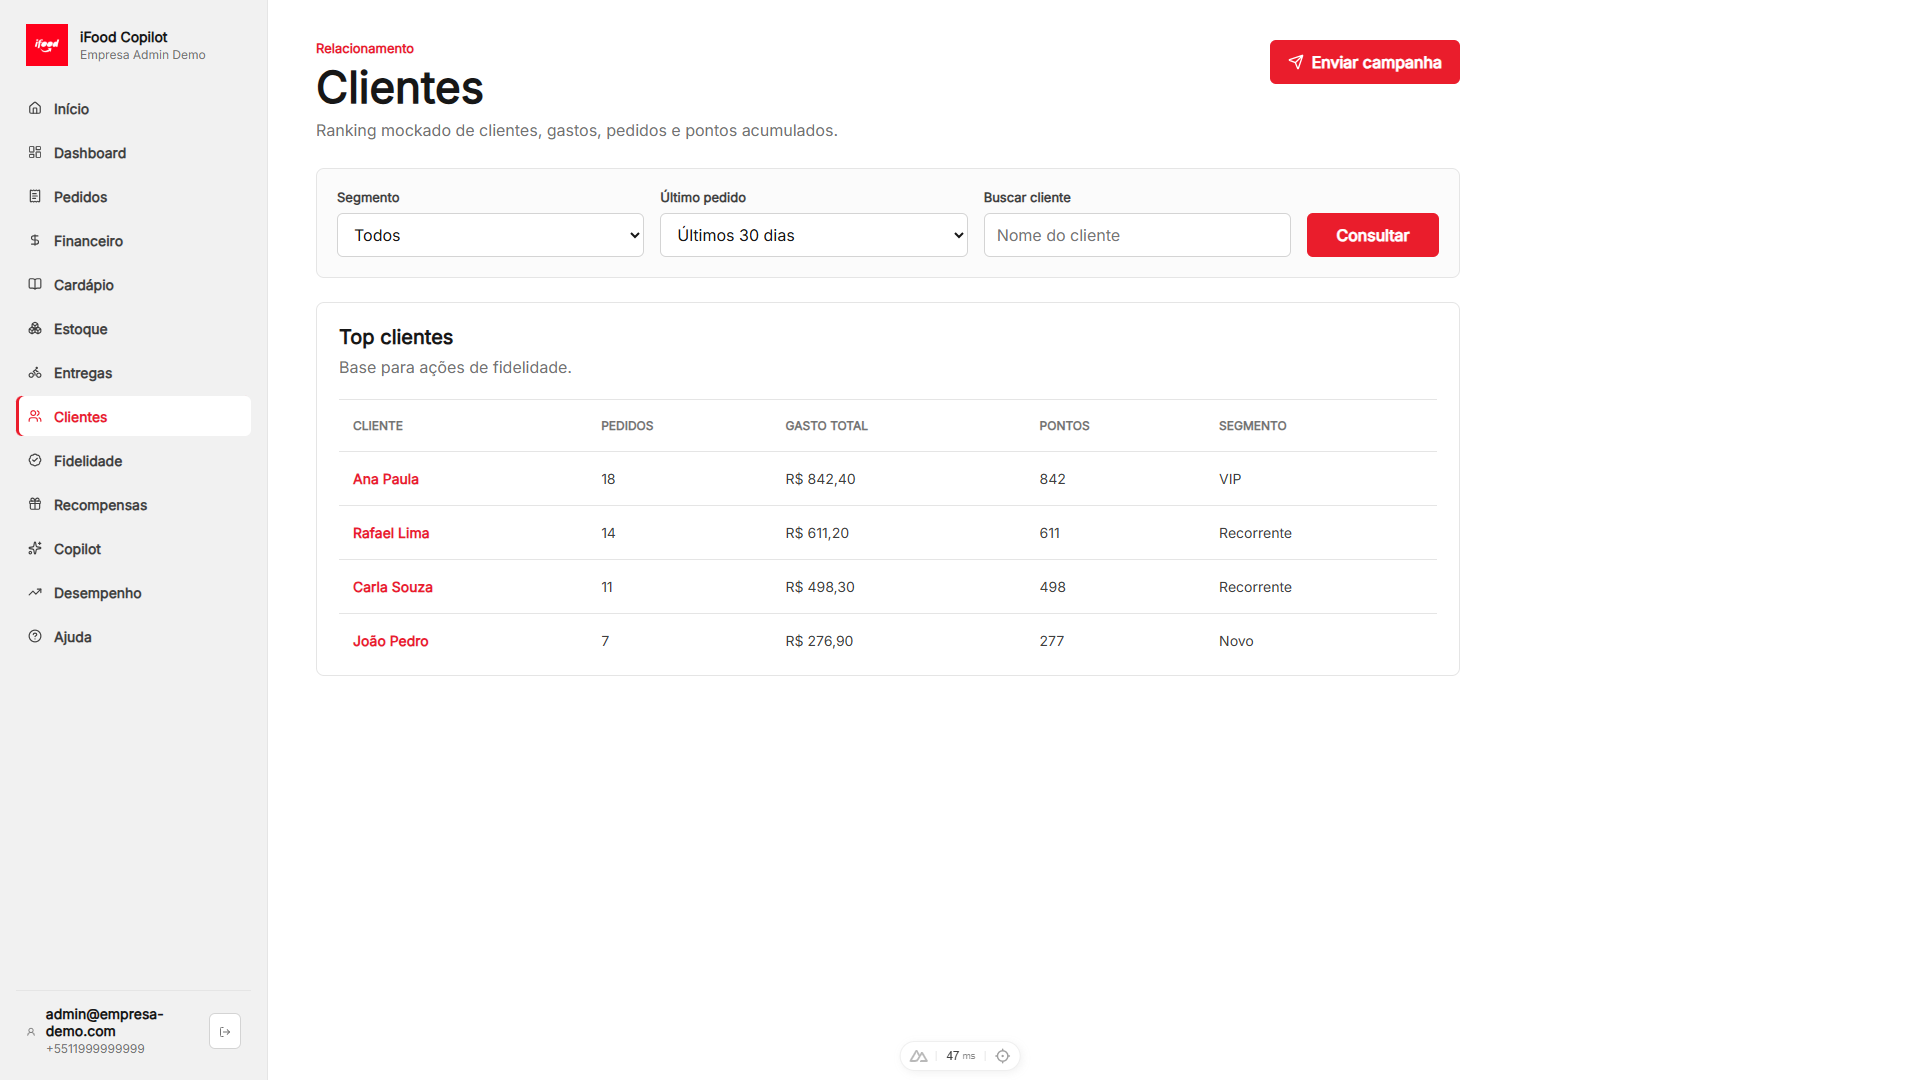 ifood
iFood Copilot
Empresa Admin Demo
Início
Dashboard
Pedidos
Financeiro
Cardápio
Estoque
Entregas
Clientes
Fidelidade
Recompensas
Copilot
Desempenho
Ajuda
admin@empresa-
demo.com
+5511999999999
Relacionamento
Clientes
Ranking mockado de clientes, gastos, pedidos e pontos acumulados.
Enviar campanha
Segmento Último pedido Buscar cliente
Todos Últimos 30 dias Nome do cliente Consultar
Top clientes
Base para ações de fidelidade.
CLIENTE PEDIDOS GASTO TOTAL PONTOS SEGMENTO
Ana Paula 18 R$ 842,40 842 VIP
Rafael Lima 14 R$ 611,20 611 Recorrente
Carla Souza 11 R$ 498,30 498 Recorrente
João Pedro 7 R$ 276,90 277 Novo
47 ms